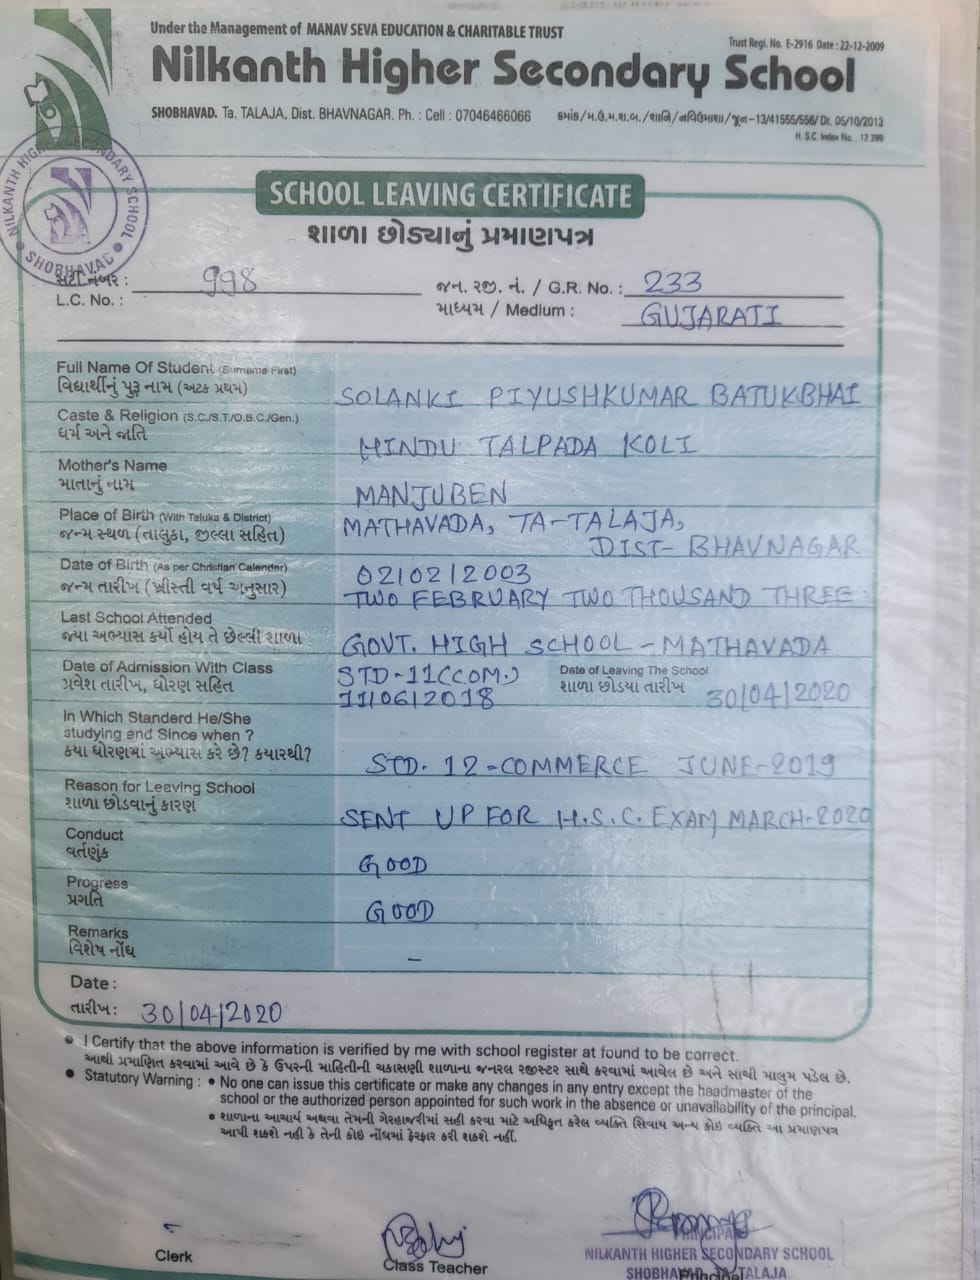 Under the Management of MANAV SEVA EDUCATION & CHARITABLE TRUST
Trust Regi. No. E-2916 Date : 22-12-2009
Nilkanth Higher Secondary School
SHOBHAVAD. Ta. TALAJA, Dist. BHAVNAGAR. Ph. : Cell : 07046466066
ક્રમાંક/મ.ઉ.મ.શ.બ./શાનિ/નવિઉમાશા/જૂન-13/41555/556/ Dt. 05/10/2013
H. S.C. Index No. : 12.299
NILKANTH HIGHER SECONDARY SCHOOL
SHOBHAVAD
SCHOOL LEAVING CERTIFICATE
શાળા છોડ્યાનું પ્રમાણપત્ર
સર્ટી નંબર :
L.C. No. : 998
જન. રજી. નં. / G.R. No. : 233
માધ્યમ / Medium : GUJARATI
Full Name Of Student (Surname First)
વિદ્યાર્થીનું પુરૂ નામ (અટક પ્રથમ)
SOLANKI PIYUSHKUMAR BATUKBHAI
Caste & Religion (S.C./S.T./O.B.C./Gen.)
ધર્મ અને જાતિ
HINDU TALPADA KOLI
Mother's Name
માતાનું નામ
MANJUBEN
Place of Birth (With Taluka & District)
જન્મ સ્થળ (તાલુકા, જીલ્લા સહિત)
MATHAVADA, TA-TALAJA,
DIST- BHAVNAGAR
Date of Birth (As per Christian Calender)
જન્મ તારીખ (ખ્રીસ્તી વર્ષ અનુસાર)
02/02/2003
TWO FEBRUARY TWO THOUSAND THREE
Last School Attended
જ્યા અભ્યાસ કર્યો હોય તે છેલ્લી શાળા
GOVT. HIGH SCHOOL - MATHAVADA
Date of Admission With Class
પ્રવેશ તારીખ, ધોરણ સહિત
STD-11(COM.)
11/06/2018
Date of Leaving The School
શાળા છોડયા તારીખ
30/04/2020
In Which Standerd He/She
studying and Since when ?
કયા ધોરણમાં અભ્યાસ કરે છે? કયારથી?
STD. 12-COMMERCE JUNE-2019
Reason for Leaving School
શાળા છોડવાનું કારણ
SENT UP FOR H.S.C. EXAM MARCH-2020
Conduct
વર્તણુંક
GOOD
Progress
પ્રગતિ
GOOD
Remarks
વિશેષ નોંધ
-
Date :
તારીખ : 30/04/2020
• I Certify that the above information is verified by me with school register at found to be correct.
આથી પ્રમાણિત કરવામાં આવે છે કે ઉપરની માહિતીની ચકાસણી શાળાના જનરલ રજીસ્ટર સાથે કરવામાં આવેલ છે અને સાચી માલુમ પડેલ છે.
• Statutory Warning : • No one can issue this certificate or make any changes in any entry except the headmaster of the
school or the authorized person appointed for such work in the absence or unavailability of the principal.
• શાળાના આચાર્ય અથવા તેમની ગેરહાજરીમાં સહી કરવા માટે અધિકૃત કરેલ વ્યક્તિ સિવાય અન્ય કોઇ વ્યક્તિ આ પ્રમાણપત્ર
આપી શકશે નહી કે તેની કોઇ નોંધમાં ફેરફાર કરી શકશે નહીં.
Clerk
Class Teacher
PRINCIPAL
NILKANTH HIGHER SECONDARY SCHOOL
SHOBHAVAD, TA-TALAJA
Principal